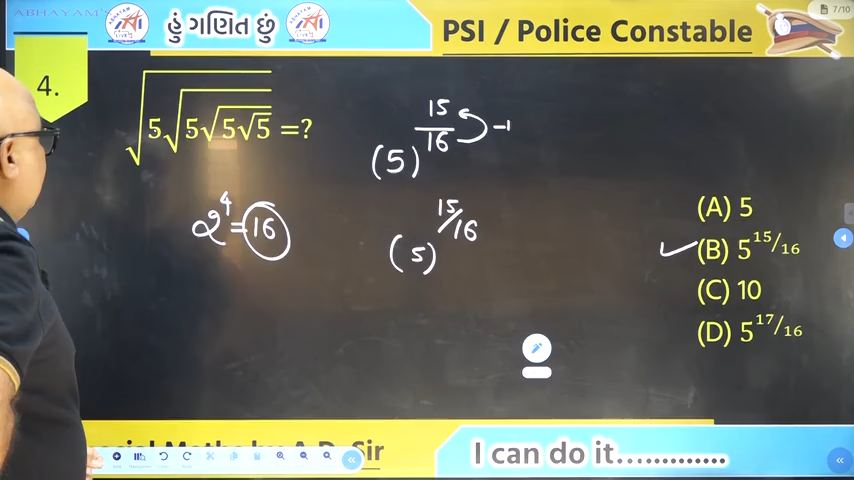 ABHAYAM'S
હું ગણિત છું
PSI / Police Constable
7/10
4.
√5√5√5√5 =?
(5)^15/16 -1
2^4=16
(5)^15/16
(A) 5
(B) 5^15/16
(C) 10
(D) 5^17/16
Sir
I can do it............